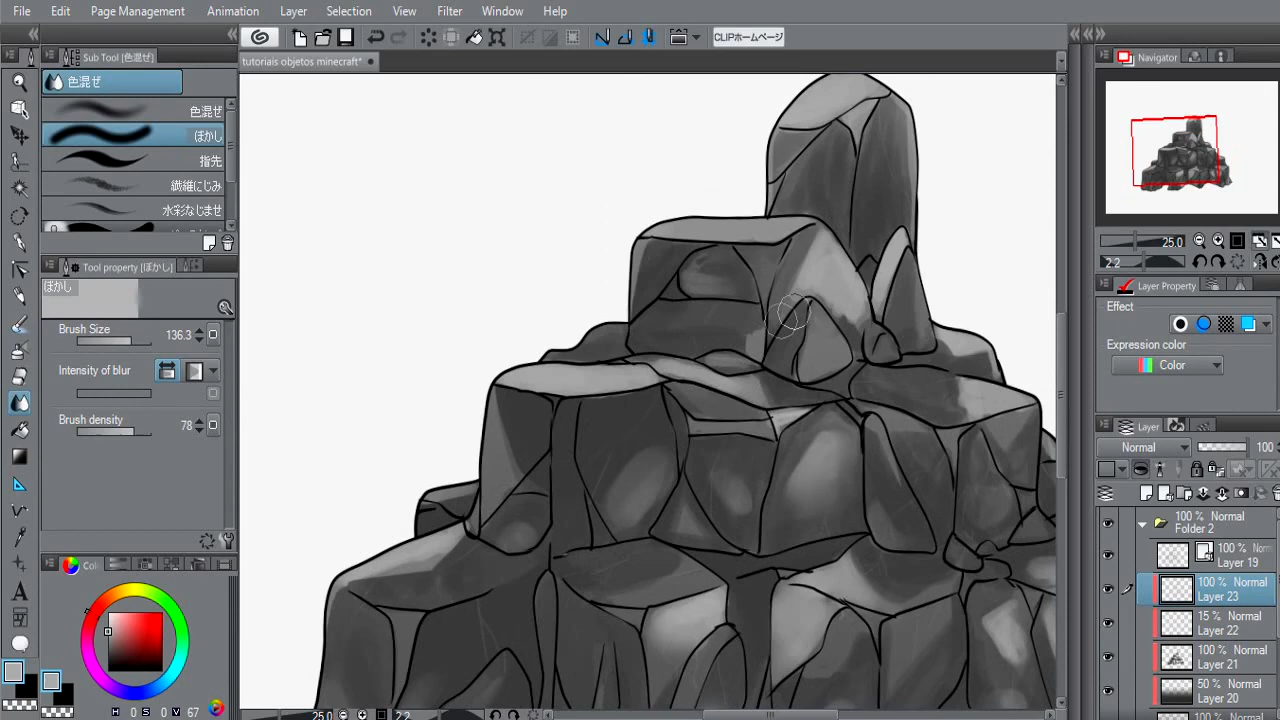 File Edit Page Management Animation Layer Selection View Filter Window Help
CLIPホームページ
Sub Tool [色混ぜ]
tutoriais objetos minecraft*
Navigator
色混ぜ
色混ぜ
ぼかし
指先
繊維にじみ
水彩なじませ
25.0
2.2
Tool property [ぼかし]
ぼかし
Layer Property
Effect
Brush Size 136.3
Expression color
Color
Intensity of blur
Brush density 78
Layer
Normal 100
100 % Normal
Folder 2
100 % Norm
Layer 19
100 % Normal
Layer 23
15 % Normal
Layer 22
100 % Normal
Layer 21
50 % Normal
Layer 20
100 % Normal
H 0 S 0 V 67
25.0 2.2